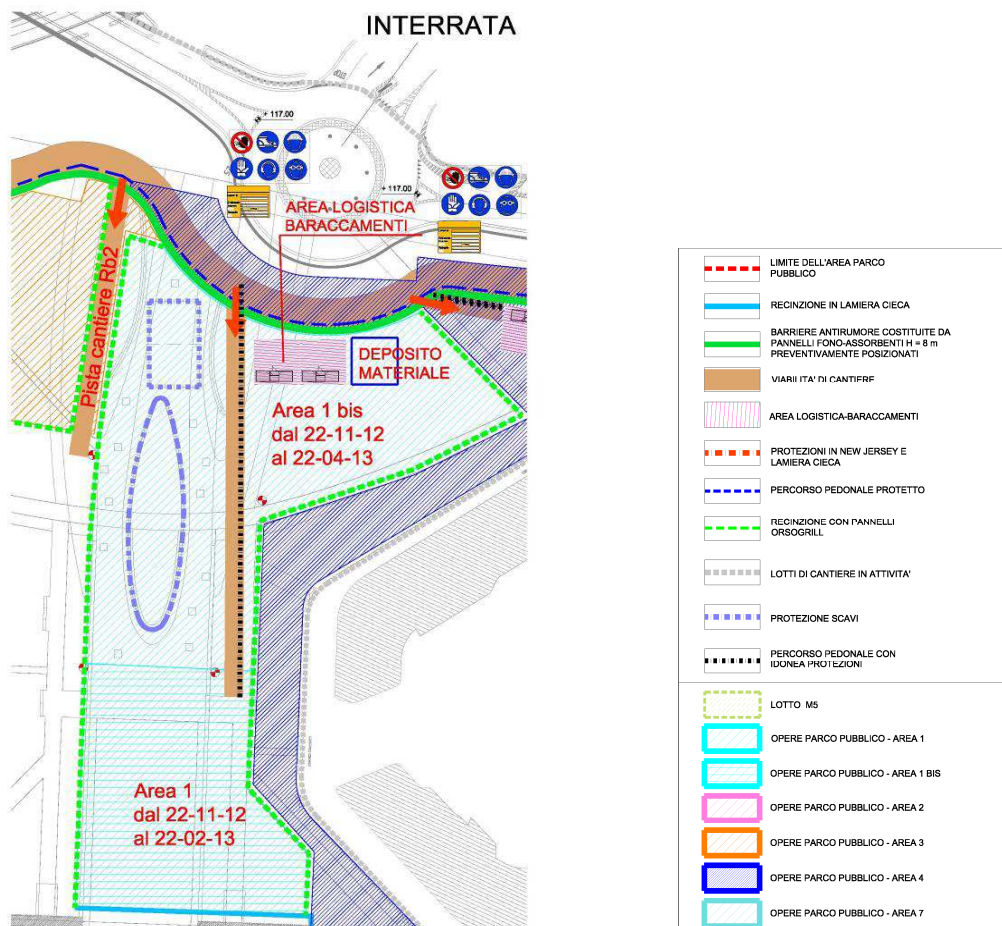 INTERRATA
+ 117.00
+ 117.00
AREA LOGISTICA
BARACCAMENTI
Pista cantiere Rb2
DEPOSITO
MATERIALE
Area 1 bis
dal 22-11-12
al 22-04-13
Area 1
dal 22-11-12
al 22-02-13
LIMITE DELL'AREA PARCO
PUBBLICO
RECINZIONE IN LAMIERA CIECA
BARRIERE ANTIRUMORE COSTITUITE DA
PANNELLI FONO-ASSORBENTI H = 8 m
PREVENTIVAMENTE POSIZIONATI
VIABILITA' DI CANTIERE
AREA LOGISTICA-BARACCAMENTI
PROTEZIONI IN NEW JERSEY E
LAMIERA CIECA
PERCORSO PEDONALE PROTETTO
RECINZIONE CON PANNELLI
ORSOGRILL
LOTTI DI CANTIERE IN ATTIVITA'
PROTEZIONE SCAVI
PERCORSO PEDONALE CON
IDONEA PROTEZIONI
LOTTO M5
OPERE PARCO PUBBLICO - AREA 1
OPERE PARCO PUBBLICO - AREA 1 BIS
OPERE PARCO PUBBLICO - AREA 2
OPERE PARCO PUBBLICO - AREA 3
OPERE PARCO PUBBLICO - AREA 4
OPERE PARCO PUBBLICO - AREA 7